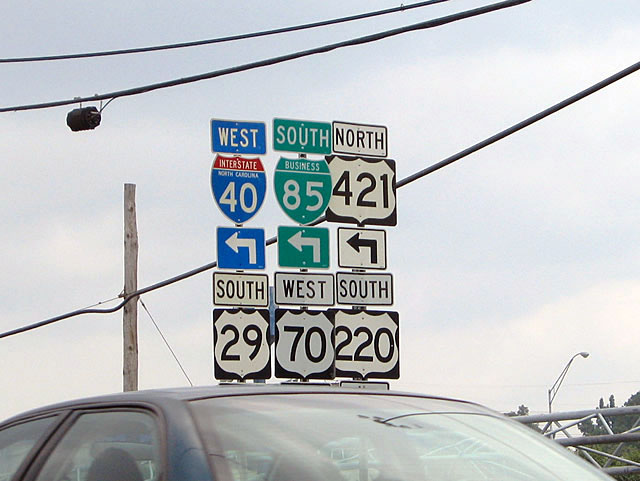 WEST SOUTH NORTH
INTERSTATE BUSINESS
NORTH CAROLINA
40 85 421
SOUTH WEST SOUTH
29 70 220